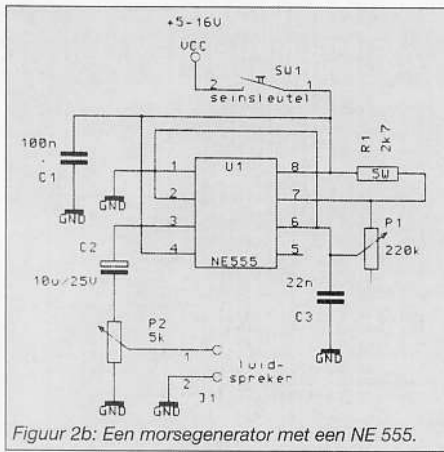 +5-16V
VCC
SW1
2
1
seinsleutel
100n
C1
GND
GND
1
2
3
4
U1
NE555
8
7
6
5
R1
2k7
5W
P1
220k
C2
10u/25V
22n
C3
P2
5k
1
2
luid-
spreker
J1
GND
GND
GND
Figuur 2b: Een morsegenerator met een NE 555.